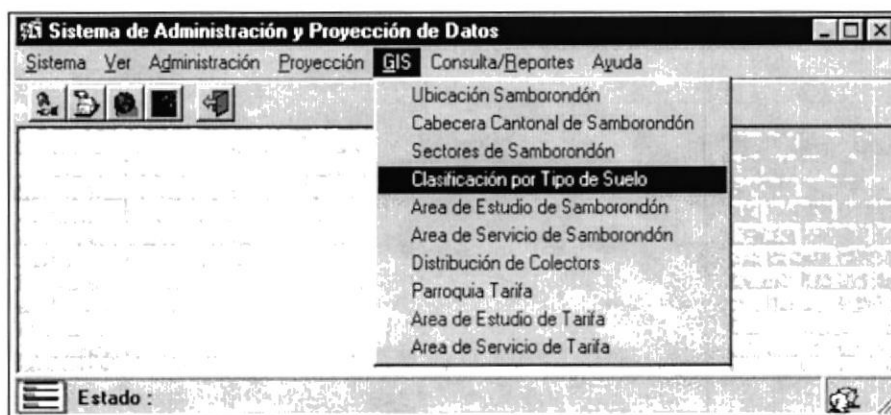 Sistema de Administración y Proyección de Datos
Sistema Ver Administración Proyección GIS Consulta/Reportes Ayuda
Ubicación Samborondón
Cabecera Cantonal de Samborondón
Sectores de Samborondón
Clasificación por Tipo de Suelo
Area de Estudio de Samborondón
Area de Servicio de Samborondón
Distribución de Colectors
Parroquia Tarifa
Area de Estudio de Tarifa
Area de Servicio de Tarifa
Estado :